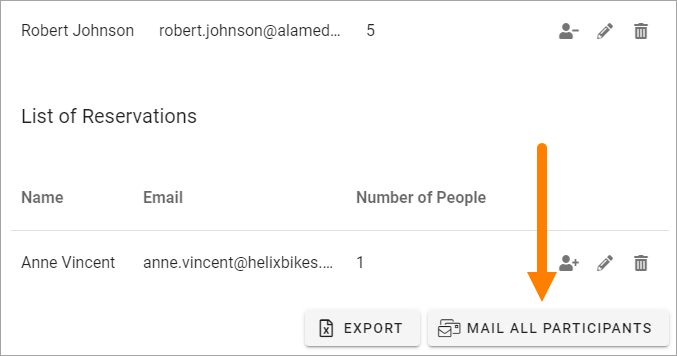 Robert Johnson robert.johnson@alamed... 5
List of Reservations
Name Email Number of People
Anne Vincent anne.vincent@helixbikes.... 1
EXPORT MAIL ALL PARTICIPANTS